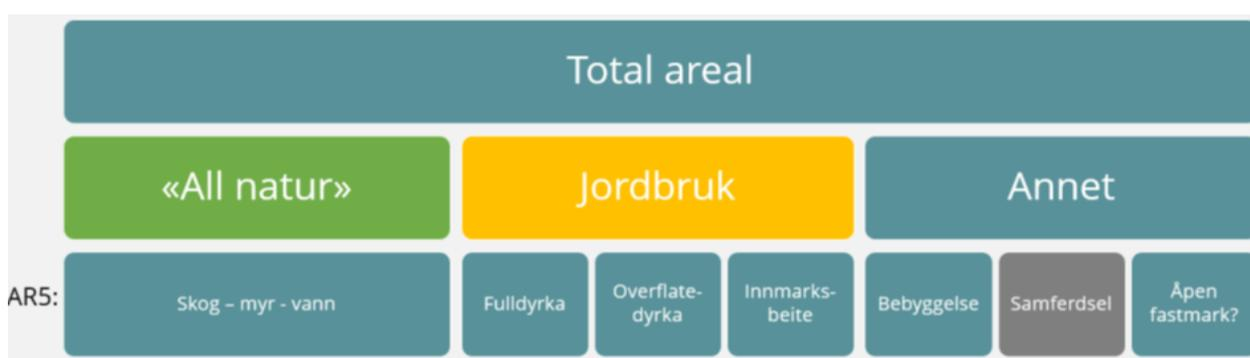 Total areal
«All natur»
Jordbruk
Annet
AR5:
Skog – myr - vann
Fulldyrka
Overflate-
dyrka
Innmarks-
beite
Bebyggelse
Samferdsel
Åpen
fastmark?